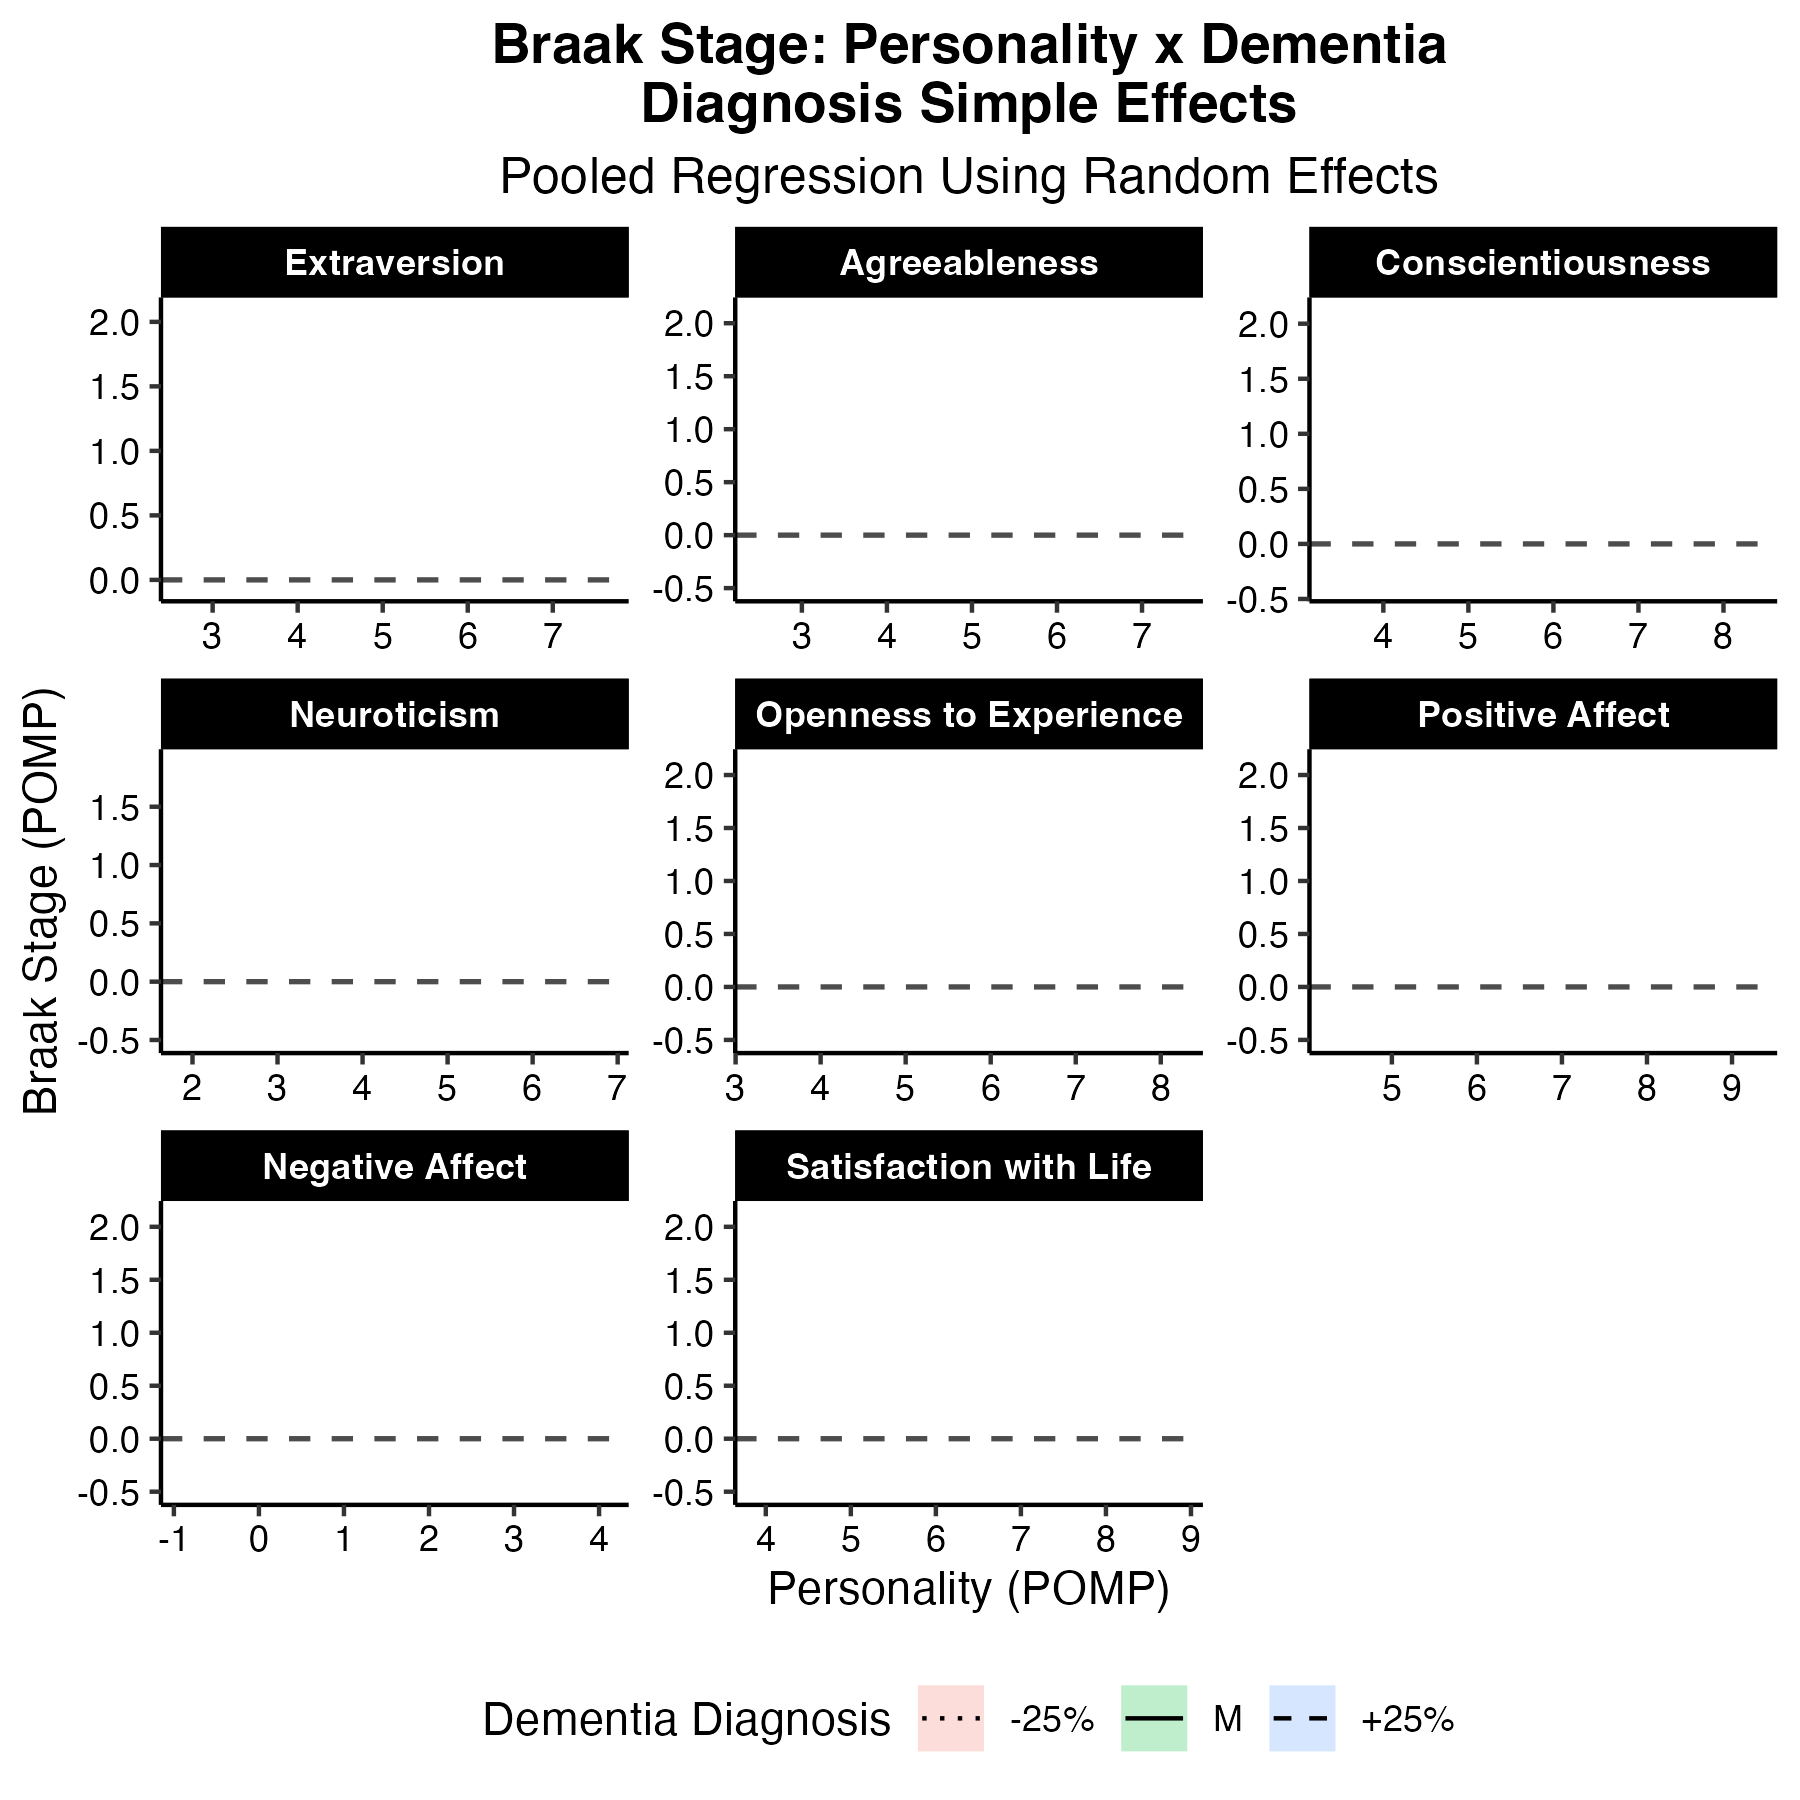 Braak Stage: Personality x Dementia
Diagnosis Simple Effects
Pooled Regression Using Random Effects
Braak Stage (POMP)
Extraversion
2.0
1.5
1.0
0.5
0.0
3 4 5 6 7
Agreeableness
2.0
1.5
1.0
0.5
0.0
-0.5
3 4 5 6 7
Conscientiousness
2.0
1.5
1.0
0.5
0.0
-0.5
4 5 6 7 8
Neuroticism
1.5
1.0
0.5
0.0
-0.5
2 3 4 5 6 7
Openness to Experience
2.0
1.5
1.0
0.5
0.0
-0.5
3 4 5 6 7 8
Positive Affect
2.0
1.5
1.0
0.5
0.0
-0.5
5 6 7 8 9
Negative Affect
2.0
1.5
1.0
0.5
0.0
-0.5
-1 0 1 2 3 4
Satisfaction with Life
2.0
1.5
1.0
0.5
0.0
-0.5
4 5 6 7 8 9
Personality (POMP)
Dementia Diagnosis -25% M +25%